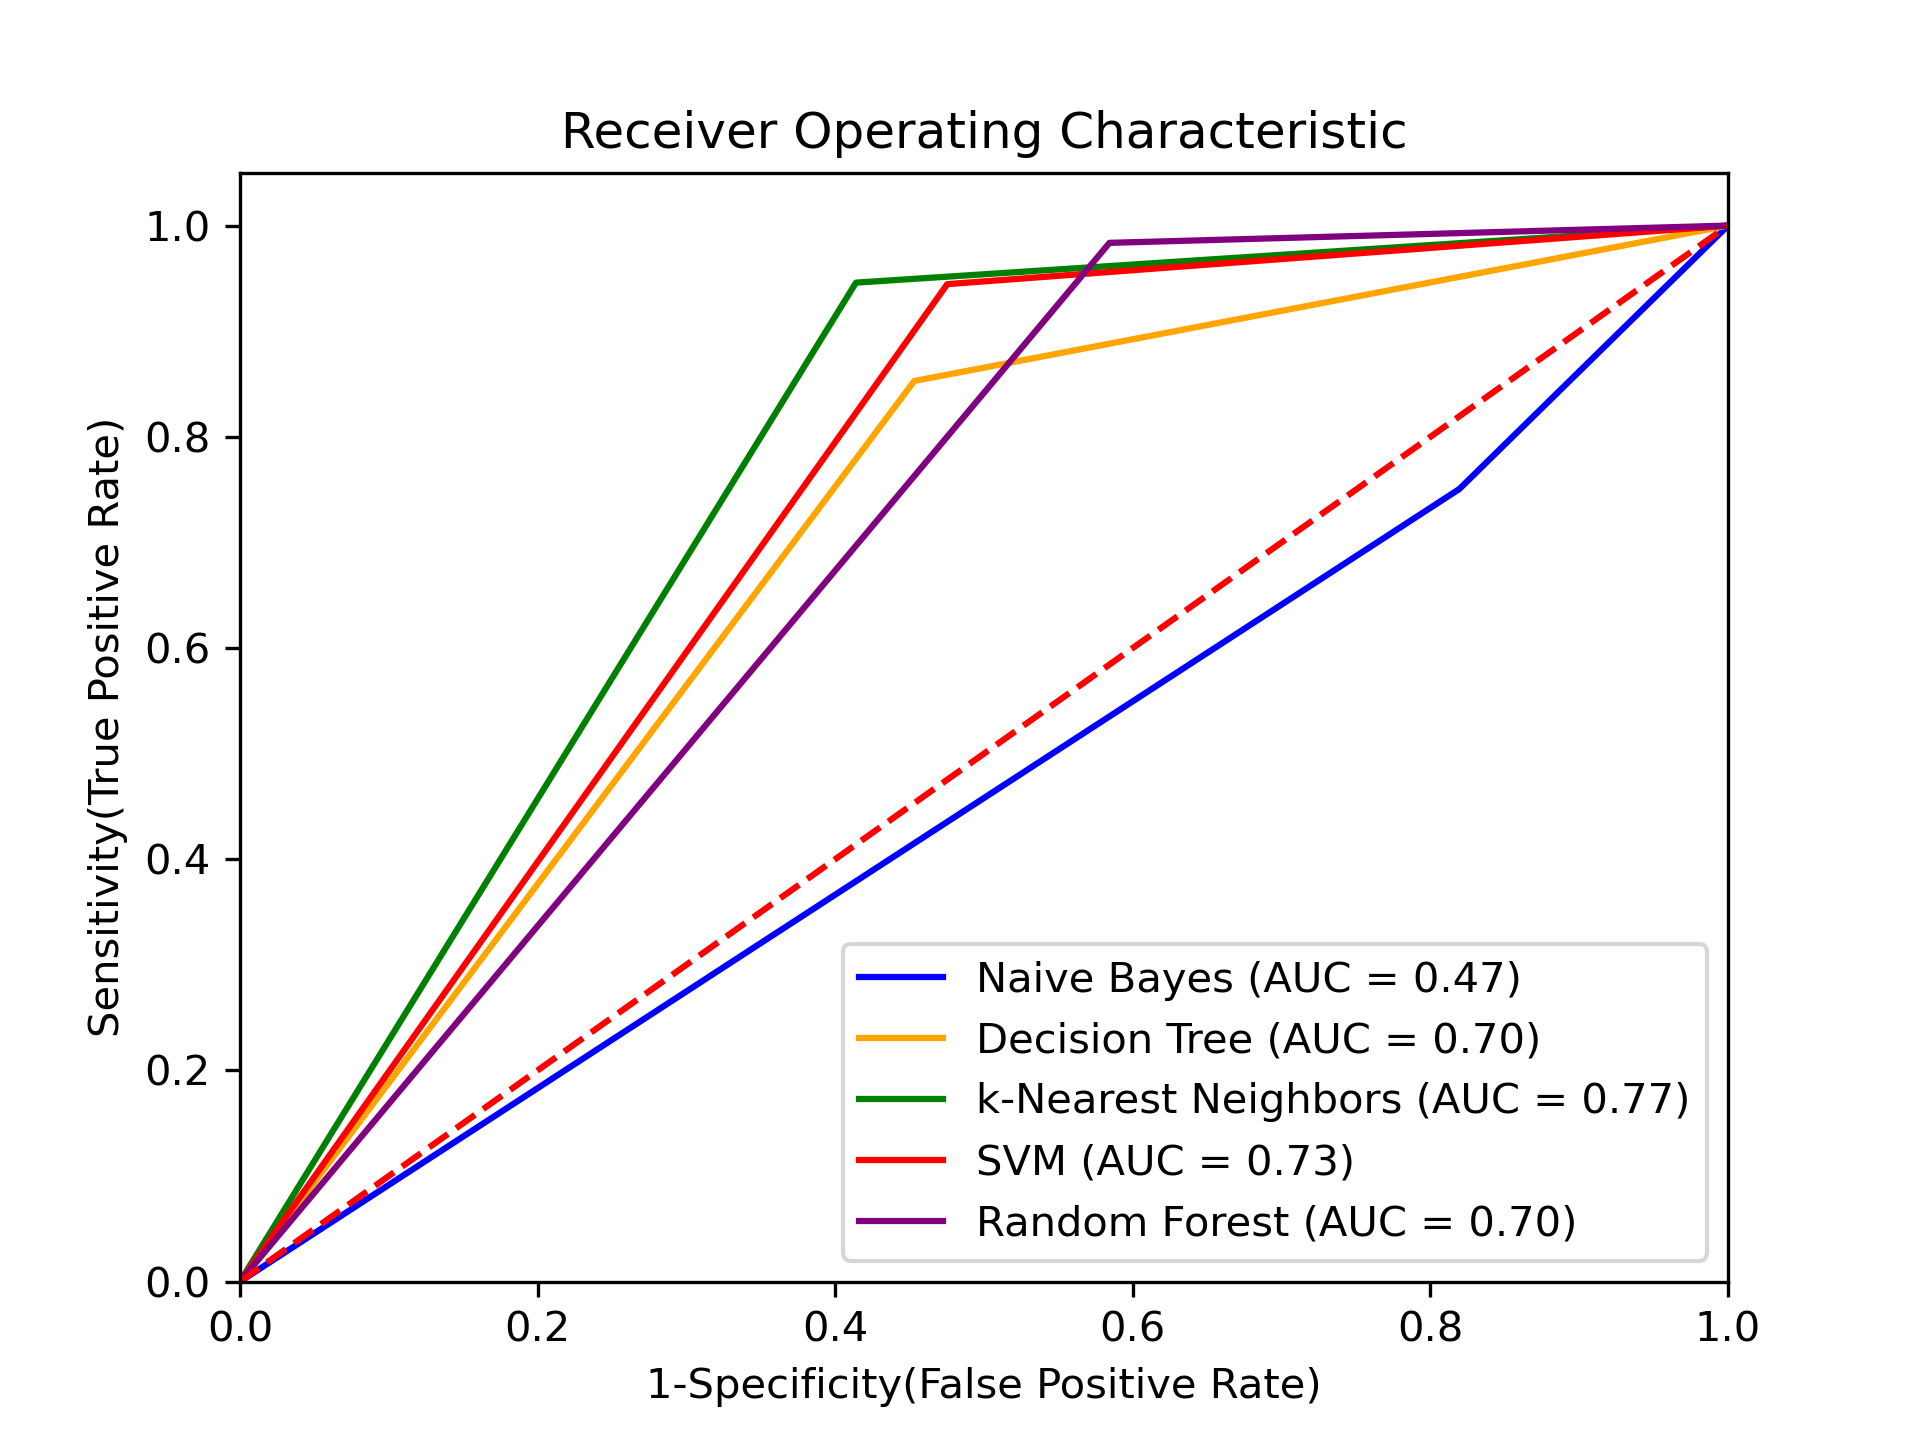 Receiver Operating Characteristic
1.0
0.8
0.6
0.4
0.2
0.0
Sensitivity(True Positive Rate)
Naive Bayes (AUC = 0.47)
Decision Tree (AUC = 0.70)
k-Nearest Neighbors (AUC = 0.77)
SVM (AUC = 0.73)
Random Forest (AUC = 0.70)
0.0 0.2 0.4 0.6 0.8 1.0
1-Specificity(False Positive Rate)